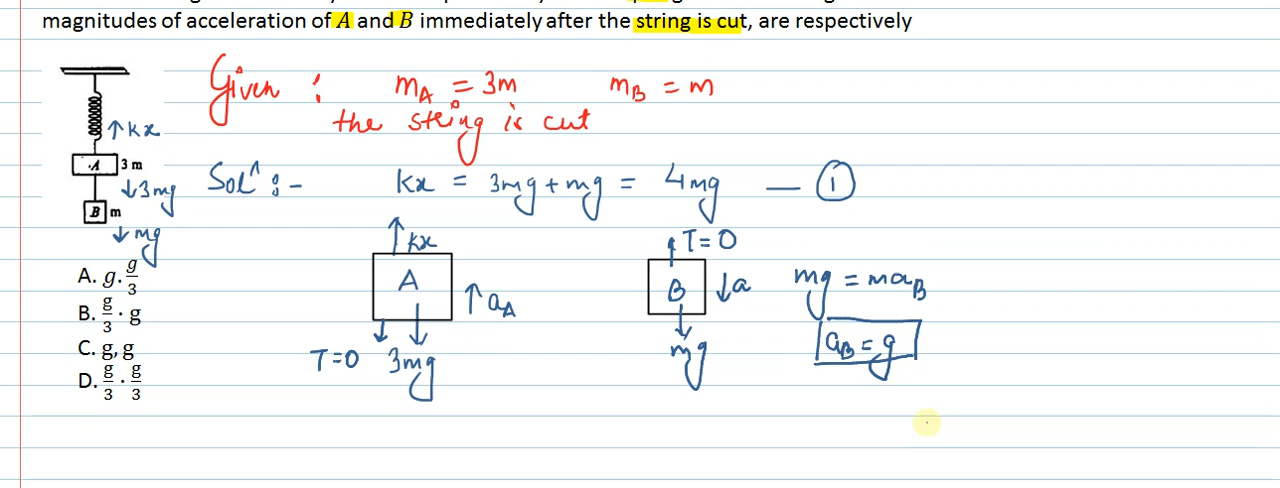 magnitudes of acceleration of A and B immediately after the string is cut, are respectively
Given : mA = 3m mB = m
the string is cut
↑kx
A 3 m
↓3mg
B m
↓mg
Solⁿ :- kx = 3mg + mg = 4mg — ①
↑kx
A
↑aA
T=0 3mg
T=0
B ↓a
mg
mg = maB
aB = g
A. g. g/3
B. g/3 . g
C. g, g
D. g/3 . g/3